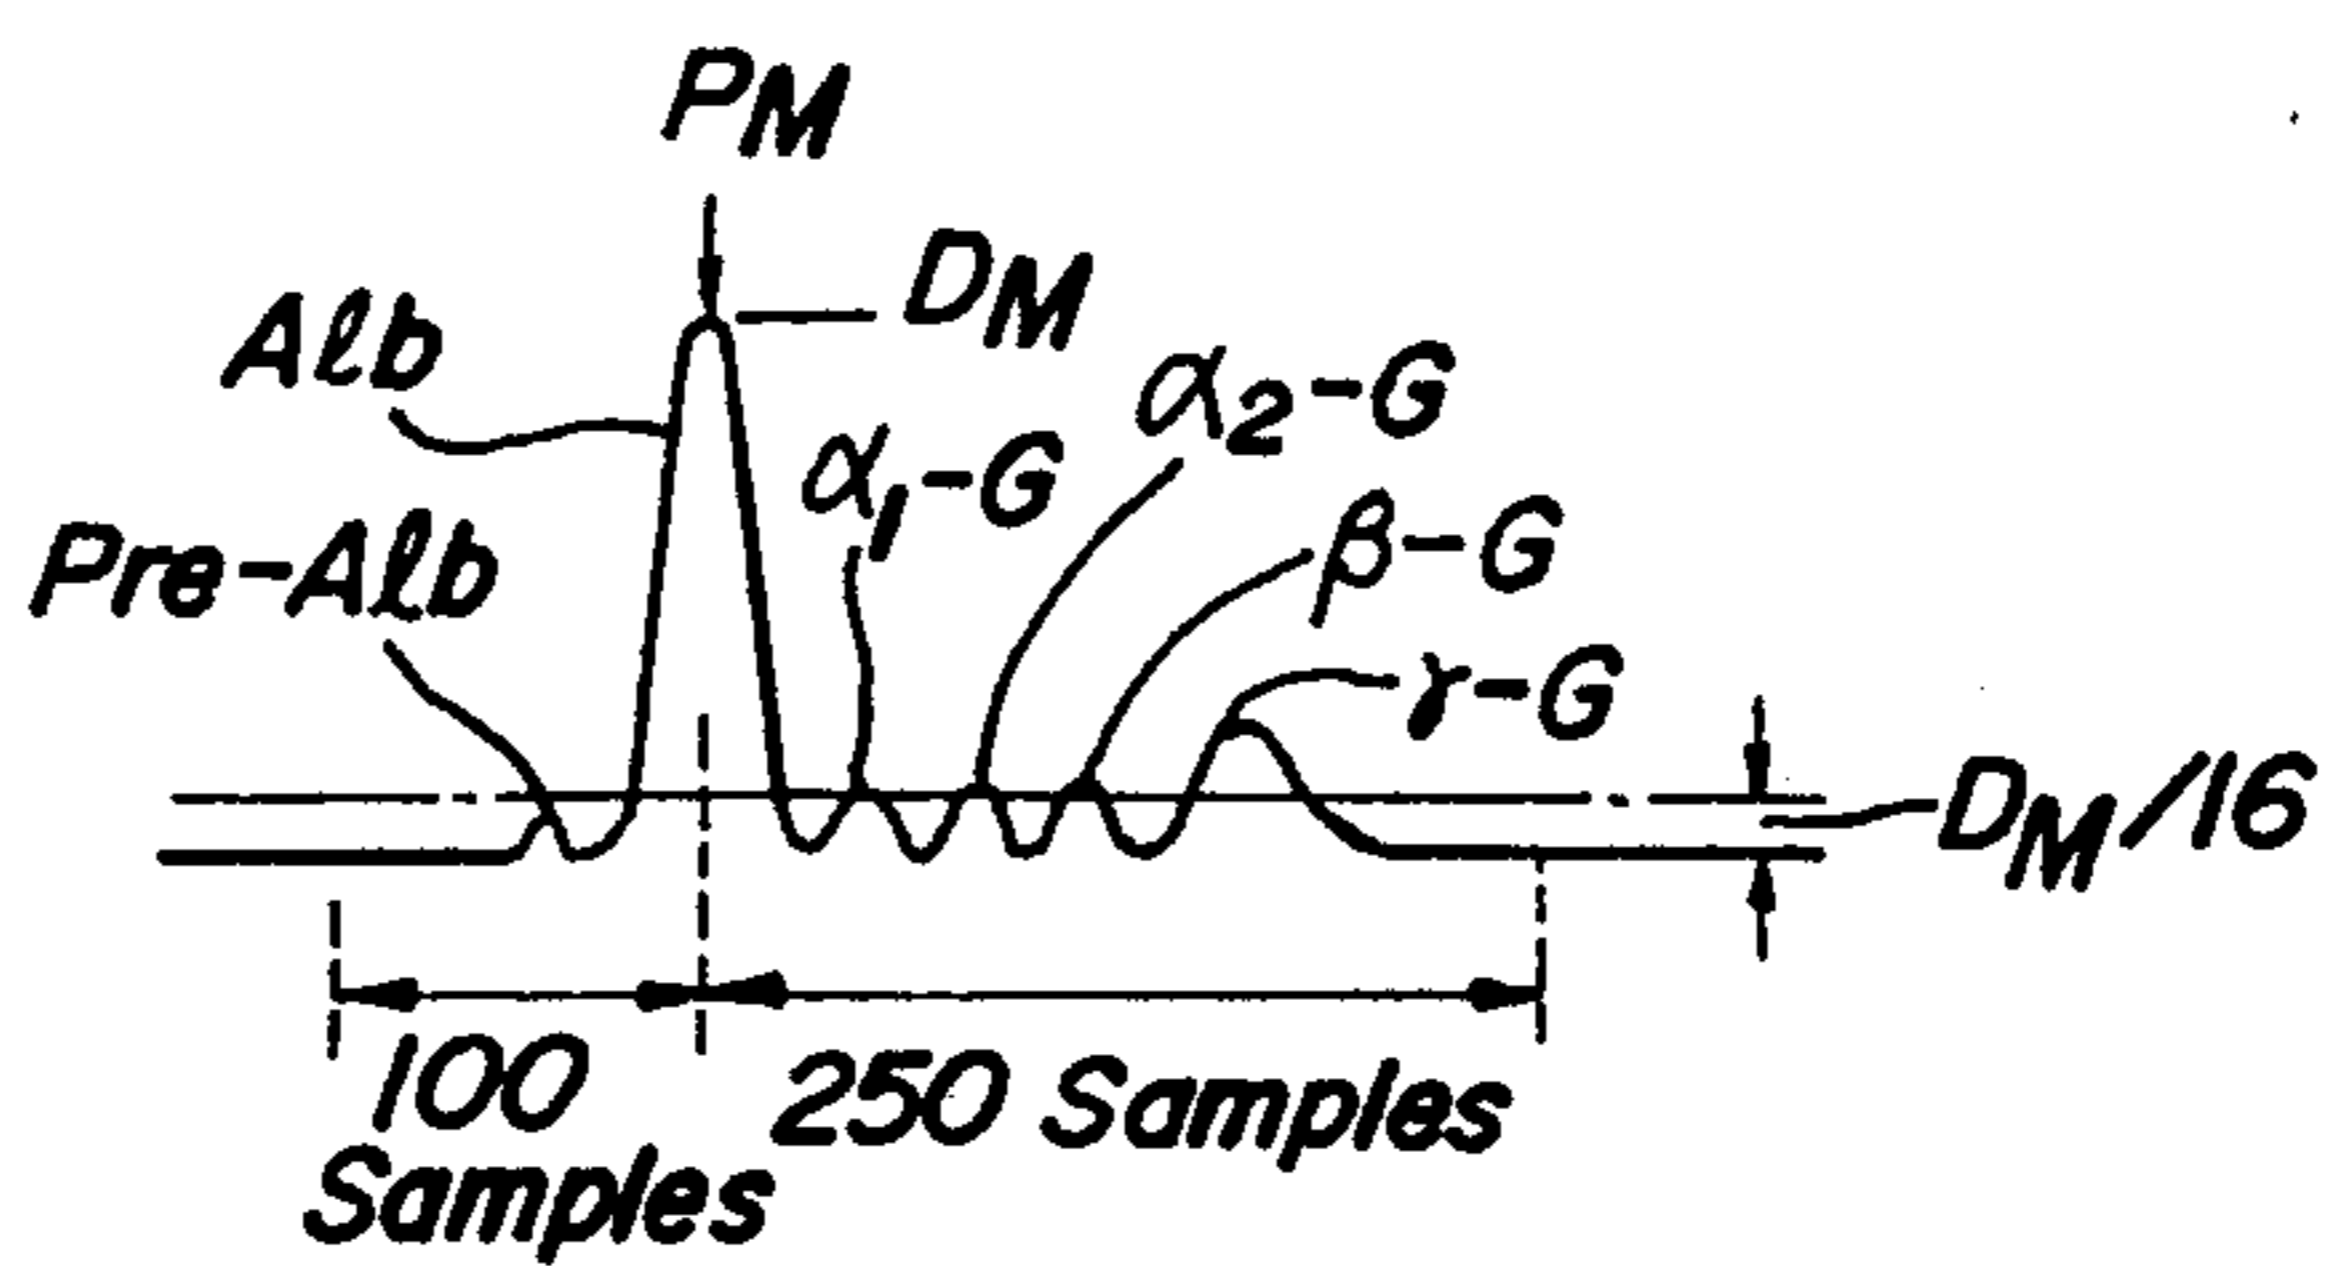 PM
DM
Alb
α2-G
α1-G
β-G
Pre-Alb
γ-G
DM/16
100
Samples
250 Samples